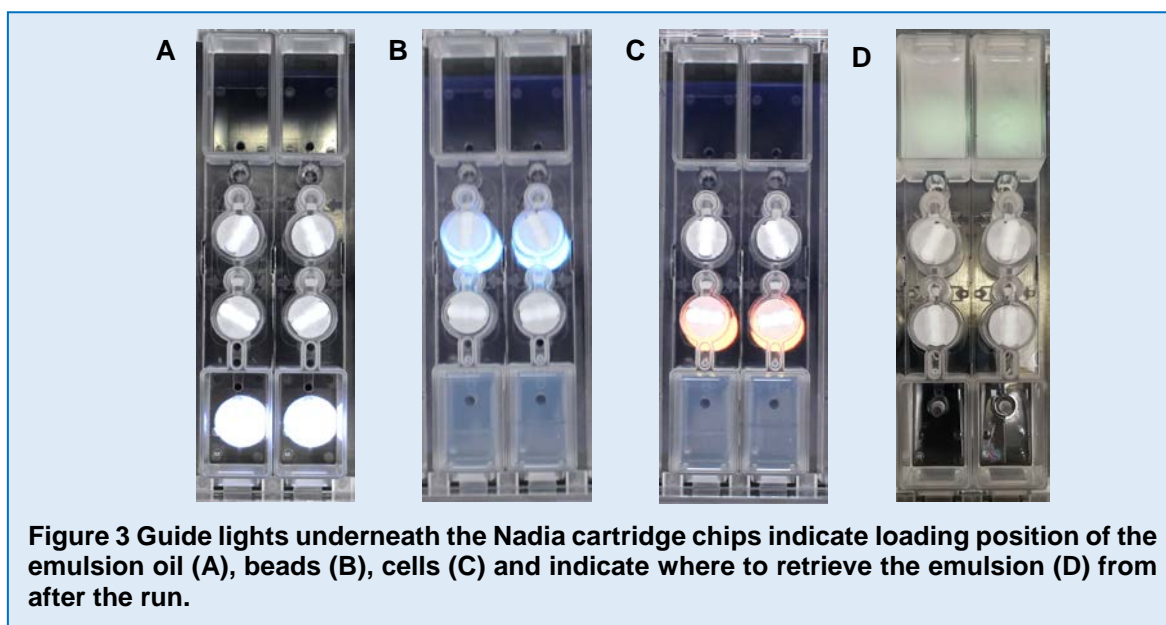 A B C D
Figure 3 Guide lights underneath the Nadia cartridge chips indicate loading position of the
emulsion oil (A), beads (B), cells (C) and indicate where to retrieve the emulsion (D) from
after the run.